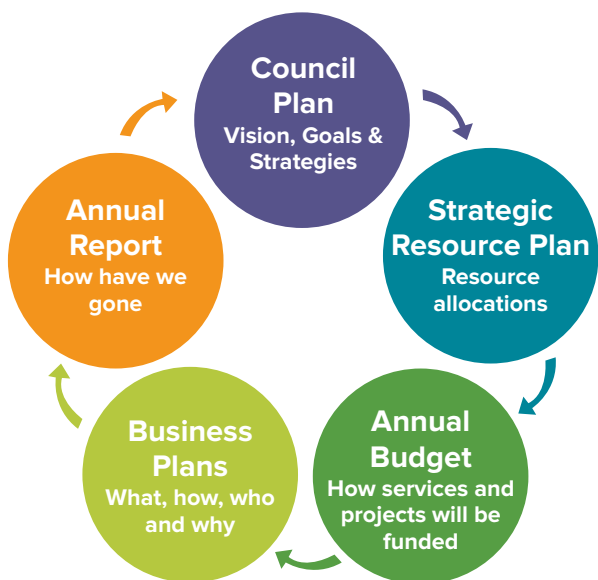 Council
Plan
Vision, Goals &
Strategies
Strategic
Resource Plan
Resource
allocations
Annual
Budget
How services and
projects will be
funded
Business
Plans
What, how, who
and why
Annual
Report
How have we
gone